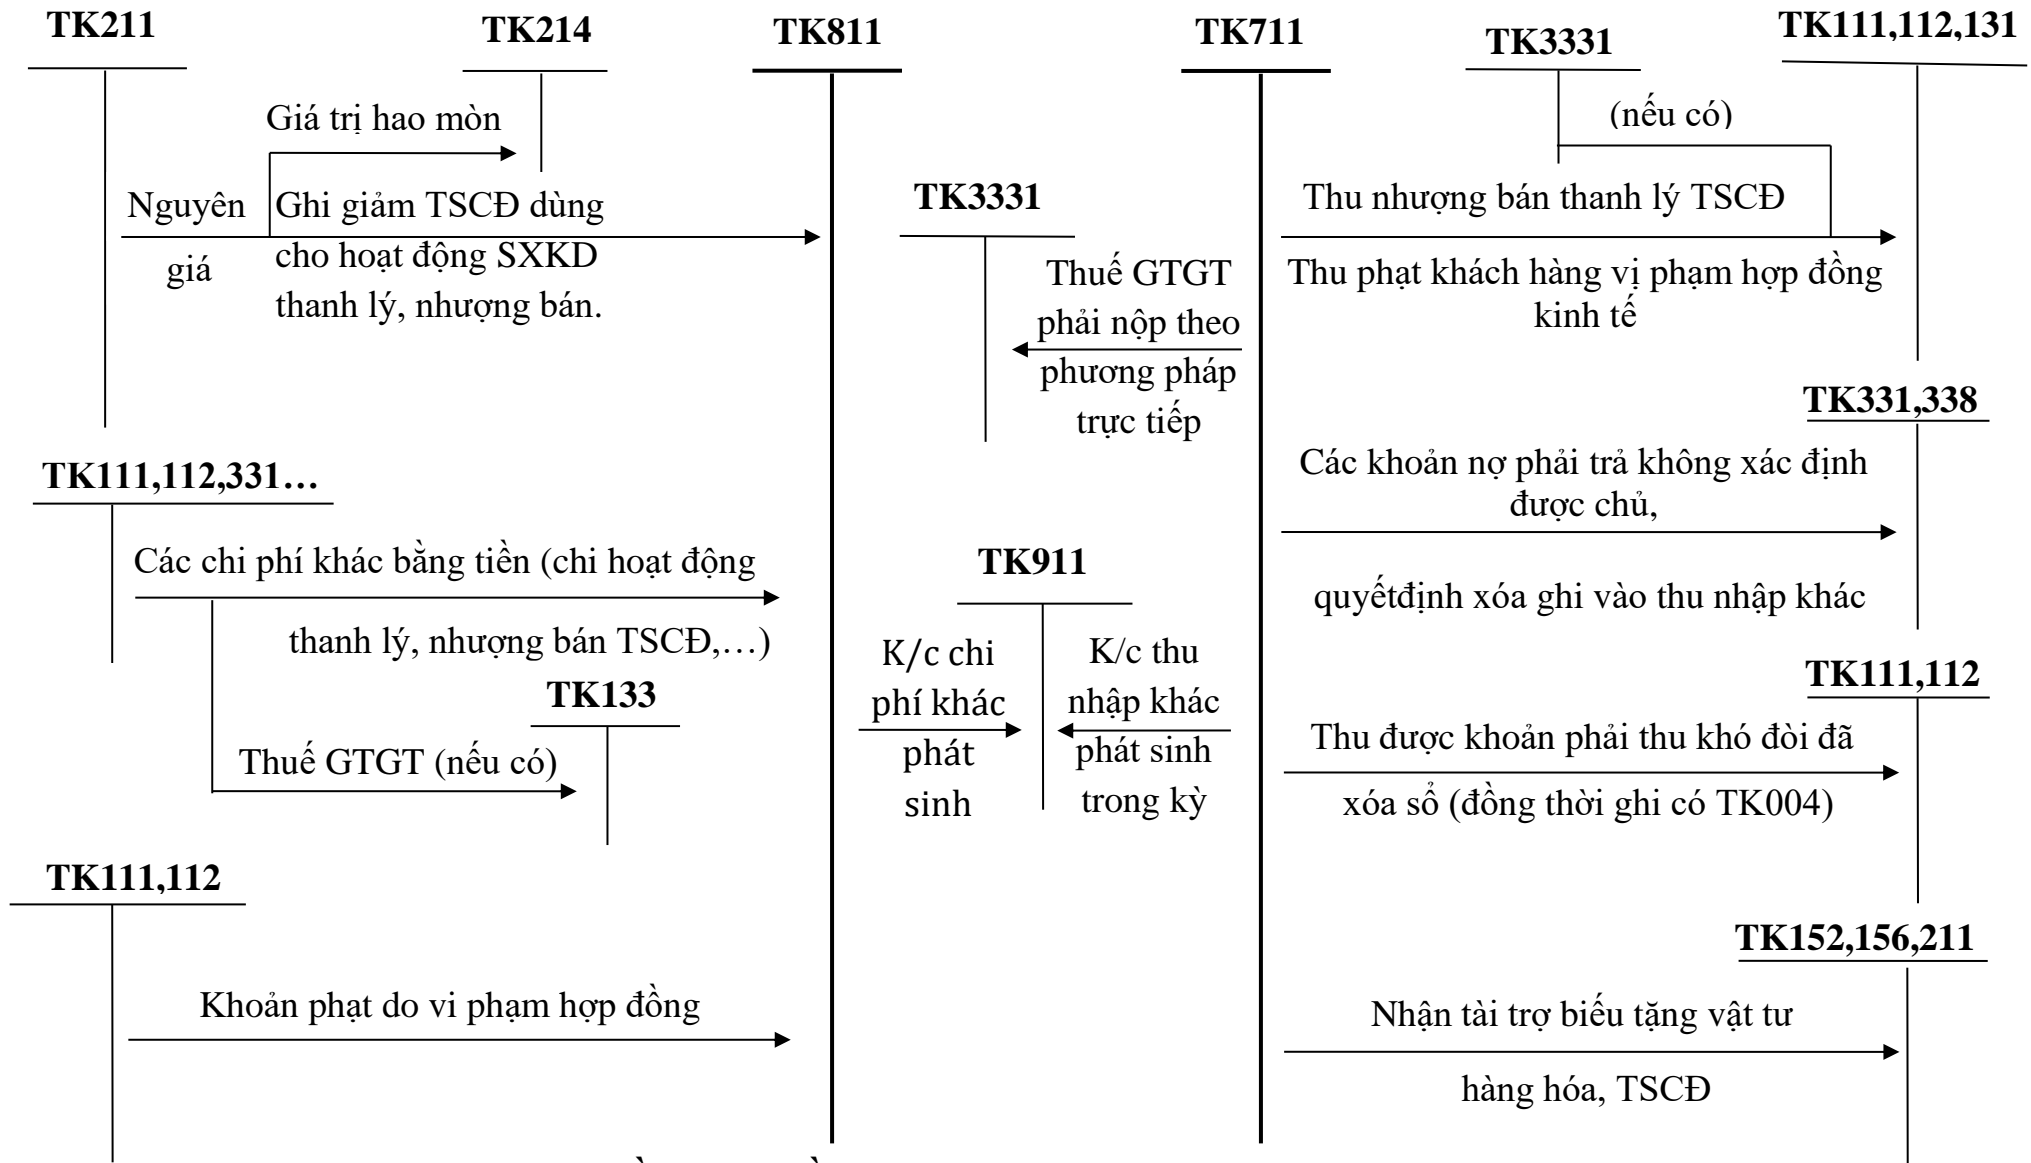 TK211
TK214
TK811
TK711
TK3331
TK111,112,131
Giá trị hao mòn
(nếu có)
Nguyên
giá
Ghi giảm TSCĐ dùng
cho hoạt động SXKD
thanh lý, nhượng bán.
TK3331
Thuế GTGT
phải nộp theo
phương pháp
trực tiếp
Thu nhượng bán thanh lý TSCĐ
Thu phạt khách hàng vị phạm hợp đồng
kinh tế
TK331,338
Các khoản nợ phải trả không xác định
được chủ,
quyếtđịnh xóa ghi vào thu nhập khác
TK111,112,331…
Các chi phí khác bằng tiền (chi hoạt động
thanh lý, nhượng bán TSCĐ,…)
TK133
Thuế GTGT (nếu có)
TK911
K/c chi
phí khác
phát
sinh
K/c thu
nhập khác
phát sinh
trong kỳ
TK111,112
Thu được khoản phải thu khó đòi đã
xóa sổ (đồng thời ghi có TK004)
TK111,112
Khoản phạt do vi phạm hợp đồng
TK152,156,211
Nhận tài trợ biếu tặng vật tư
hàng hóa, TSCĐ